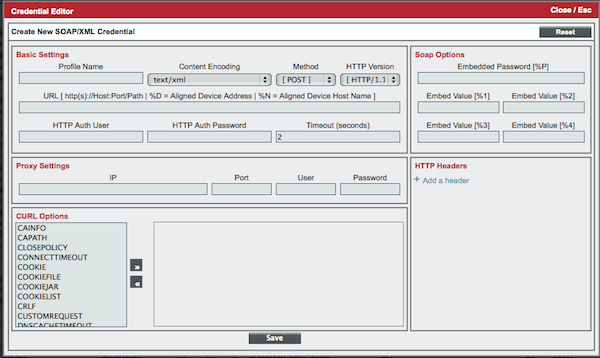 Credential Editor
Close / Esc
Create New SOAP/XML Credential
Reset
Basic Settings
Profile Name
Content Encoding
Method
HTTP Version
text/xml
[ POST ]
[ HTTP/1.1
URL [ http(s)://Host:Port/Path | %D = Aligned Device Address | %N = Aligned Device Host Name ]
HTTP Auth User
HTTP Auth Password
Timeout (seconds)
2
Soap Options
Embedded Password [%P]
Embed Value [%1]
Embed Value [%2]
Embed Value [%3]
Embed Value [%4]
Proxy Settings
IP
Port
User
Password
HTTP Headers
+ Add a header
CURL Options
CAINFO
CAPATH
CLOSEPOLICY
CONNECTTIMEOUT
COOKIE
COOKIEFILE
COOKIEJAR
COOKIELIST
CRLF
CUSTOMREQUEST
DNSCACHETIMEOUT
»
«
Save